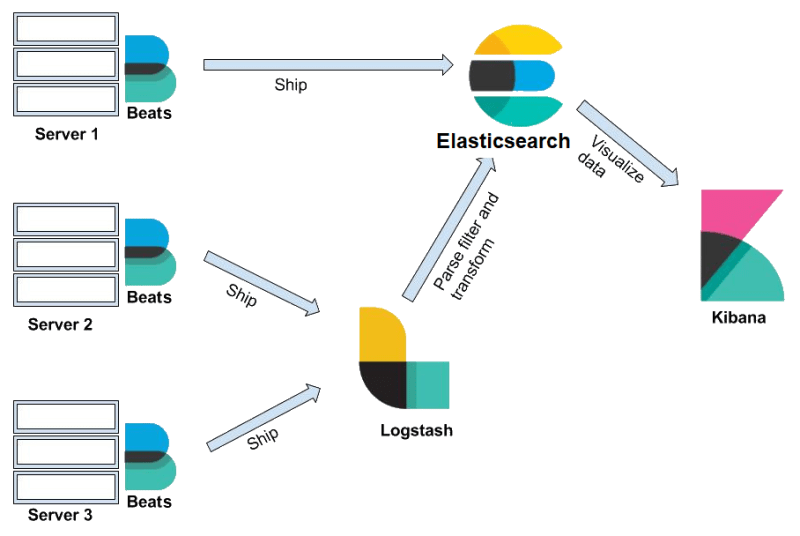 Ship
Beats
Server 1
Elasticsearch
Visualize
data
Parse filter and
transform
Beats
Server 2
Ship
Kibana
Logstash
Ship
Beats
Server 3